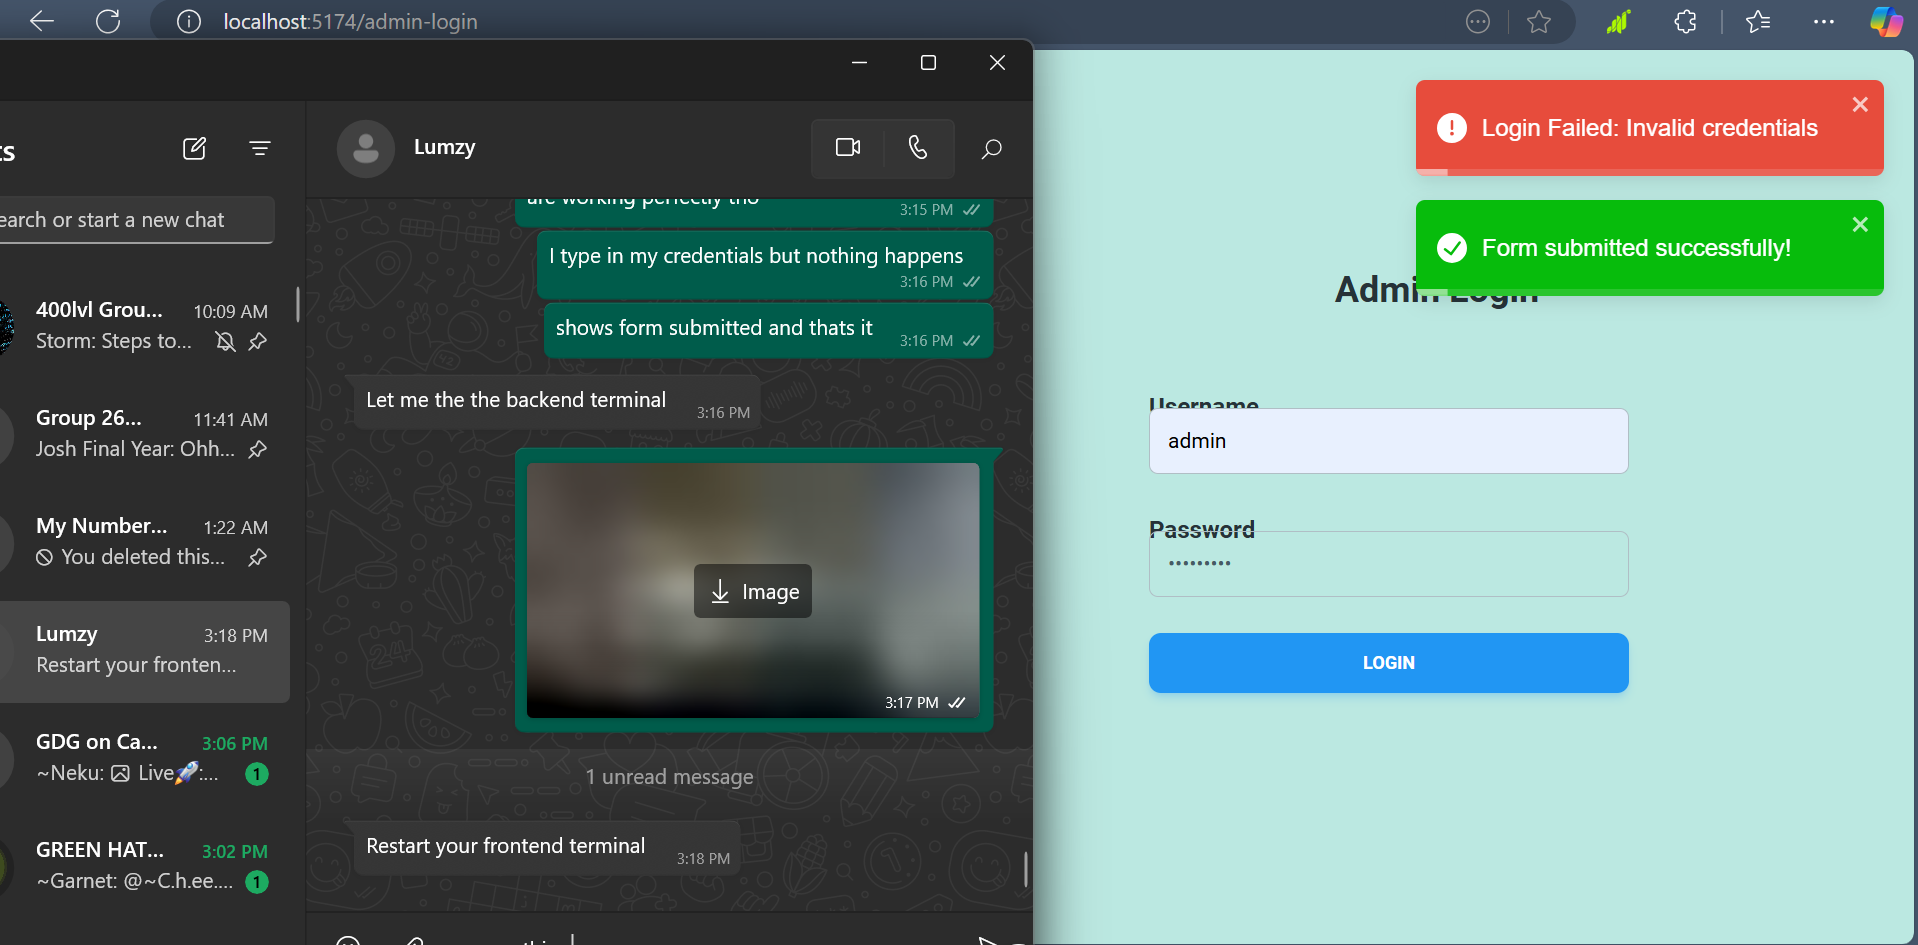 localhost:5174/admin-login
ts
earch or start a new chat
400lvl Grou... 10:09 AM
Storm: Steps to...
Group 26... 11:41 AM
Josh Final Year: Ohh...
My Number... 1:22 AM
You deleted this...
Lumzy 3:18 PM
Restart your fronten...
GDG on Ca... 3:06 PM
~Neku: Live🚀:... 1
GREEN HAT... 3:02 PM
~Garnet: @~C.h.ee.... 1
Lumzy
are working perfectly tho
3:15 PM
I type in my credentials but nothing happens
3:16 PM
shows form submitted and thats it
3:16 PM
Let me the the backend terminal
3:16 PM
Image
3:17 PM
1 unread message
Restart your frontend terminal
3:18 PM
Login Failed: Invalid credentials
Form submitted successfully!
Admin Login
Username
admin
Password
LOGIN